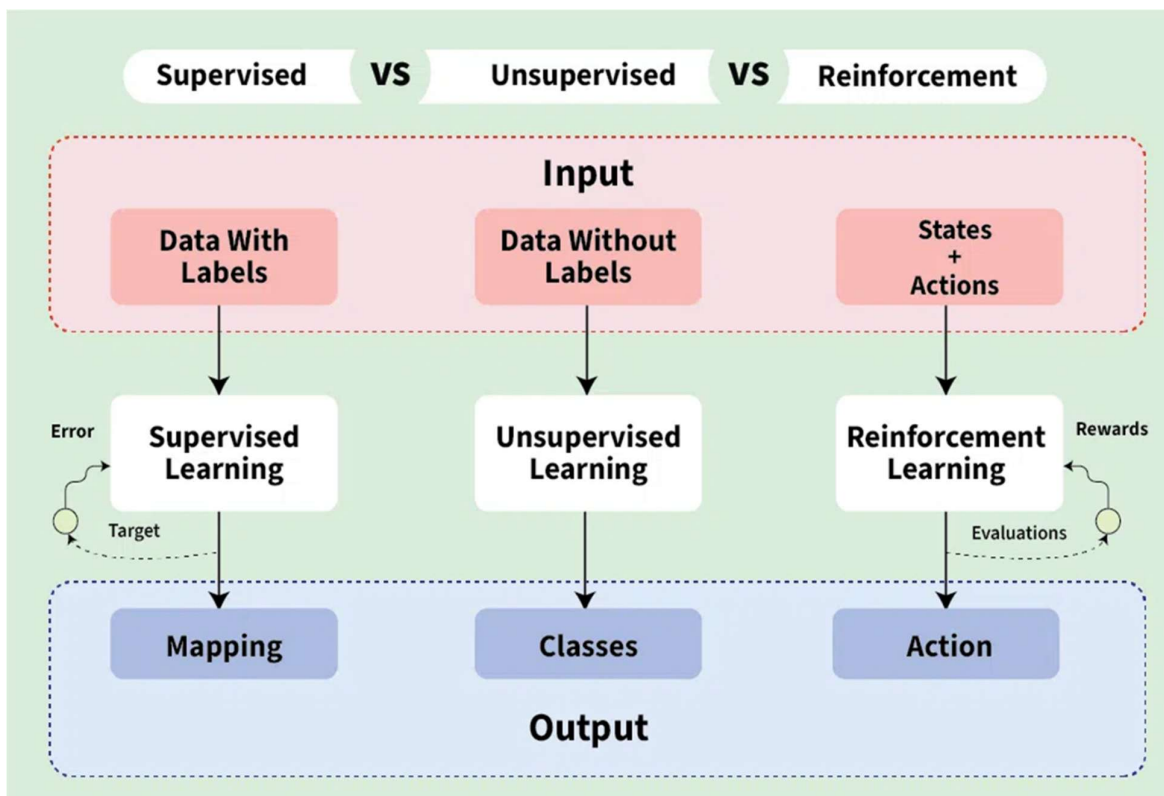 Supervised VS Unsupervised VS Reinforcement
Input
Data With
Labels
Data Without
Labels
States
+
Actions
Error
Supervised
Learning
Target
Unsupervised
Learning
Reinforcement
Learning
Rewards
Evaluations
Mapping
Classes
Action
Output